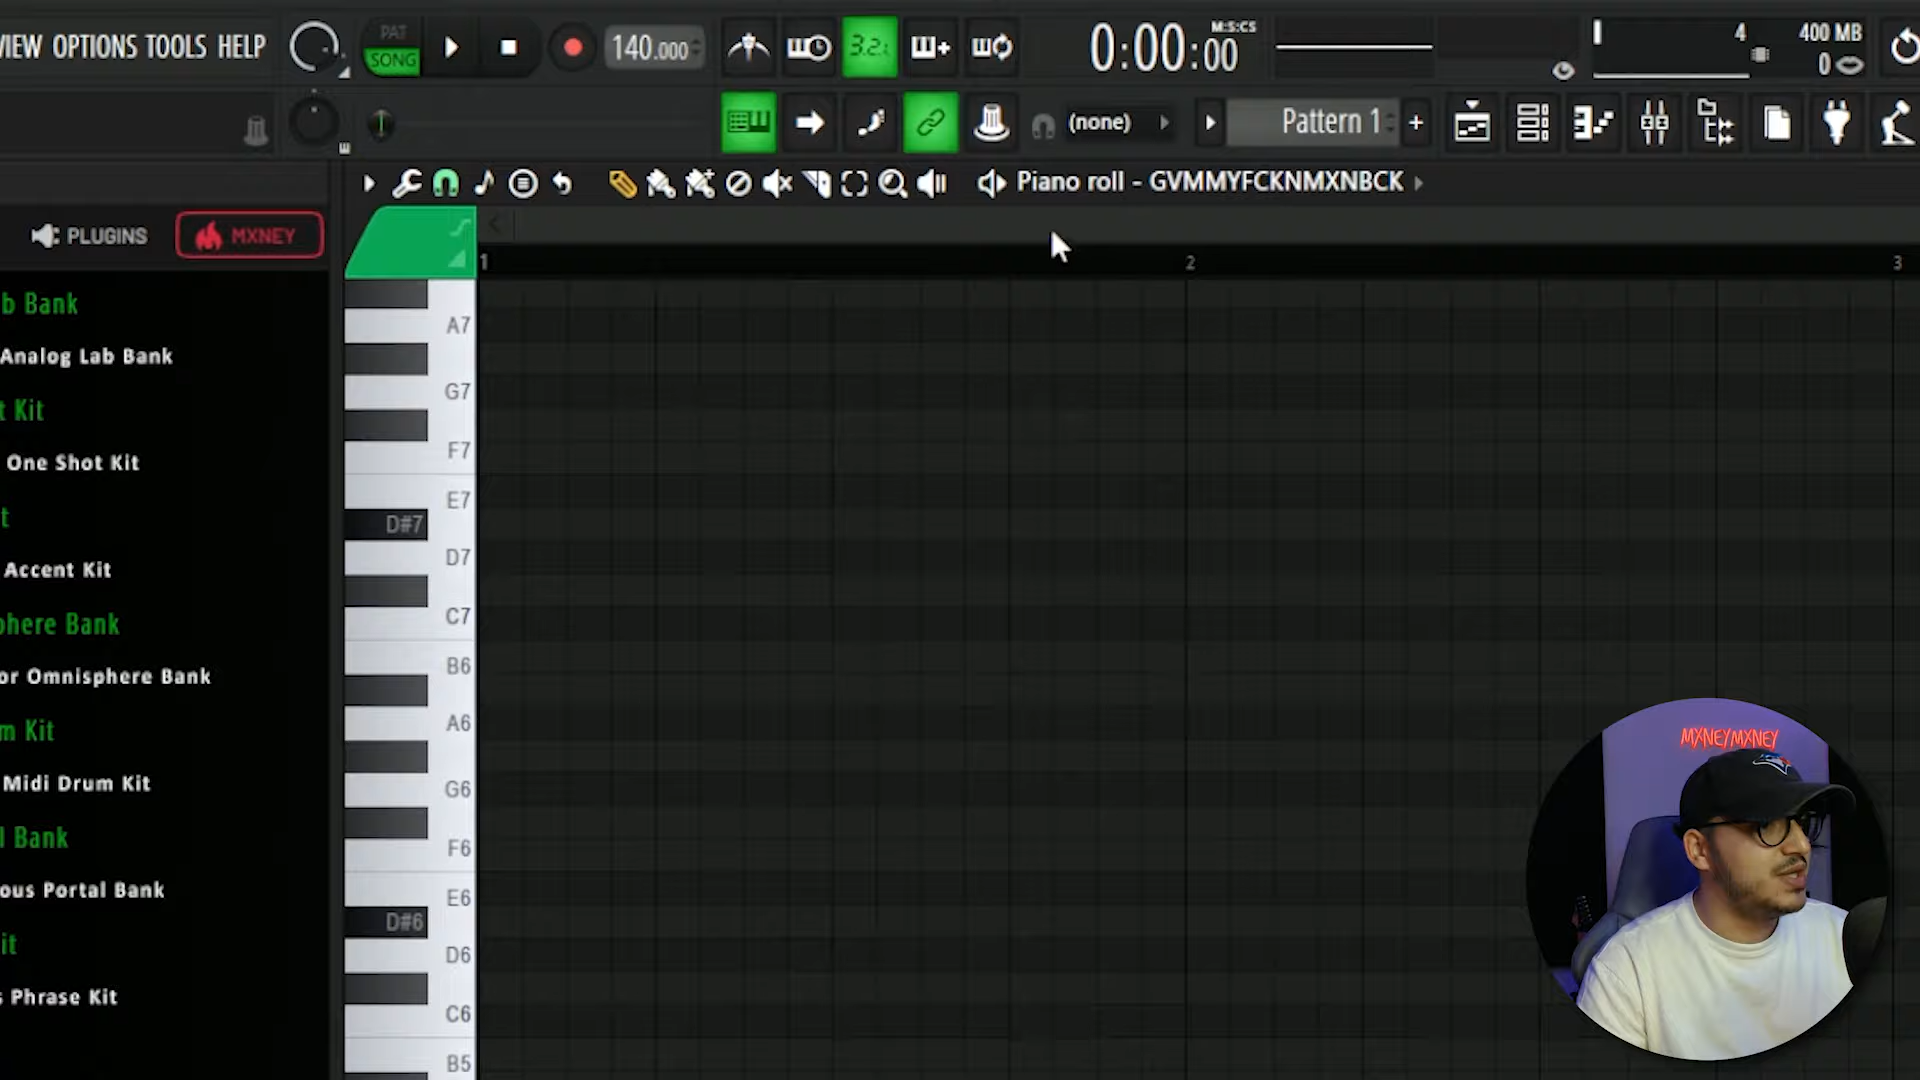 VIEW OPTIONS TOOLS HELP
PAT
SONG
140.000
3.2.
0:00:00
M:S:CS
4
400 MB
0
(none)
Pattern 1
Piano roll - GVMMYFCKNMXNBCK
PLUGINS
MXNEY
1
2
3
b Bank
Analog Lab Bank
t Kit
One Shot Kit
t
Accent Kit
phere Bank
or Omnisphere Bank
m Kit
Midi Drum Kit
l Bank
ous Portal Bank
it
s Phrase Kit
A7
G7
F7
E7
D#7
D7
C7
B6
A6
G6
F6
E6
D#6
D6
C6
B5
MXNEYMXNEY